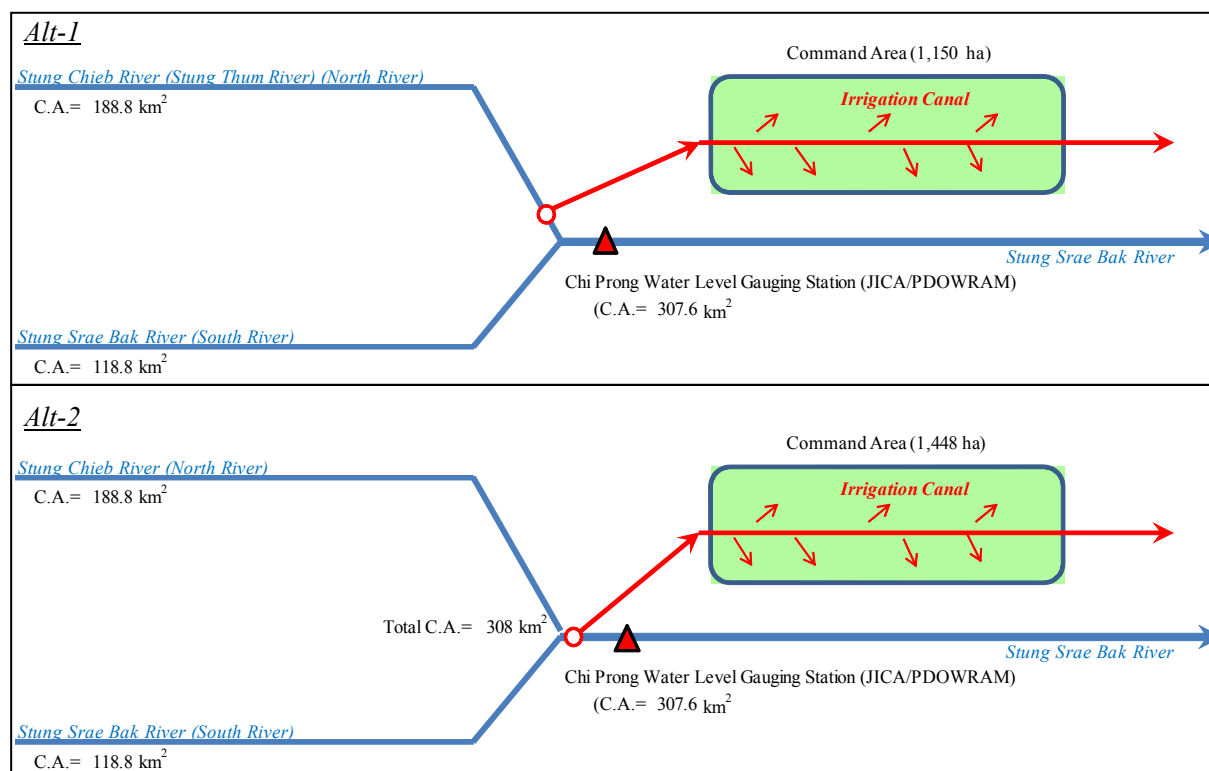 Alt-1
Stung Chieb River (Stung Thum River) (North River)
C.A.= 188.8 km2
Command Area (1,150 ha)
Irrigation Canal
Stung Srae Bak River
Chi Prong Water Level Gauging Station (JICA/PDOWRAM)
(C.A.= 307.6 km2
Stung Srae Bak River (South River)
C.A.= 118.8 km2
Alt-2
Stung Chieb River (North River)
C.A.= 188.8 km2
Command Area (1,448 ha)
Irrigation Canal
Total C.A.= 308 km2
Stung Srae Bak River
Chi Prong Water Level Gauging Station (JICA/PDOWRAM)
(C.A.= 307.6 km2
Stung Srae Bak River (South River)
C.A.= 118.8 km2